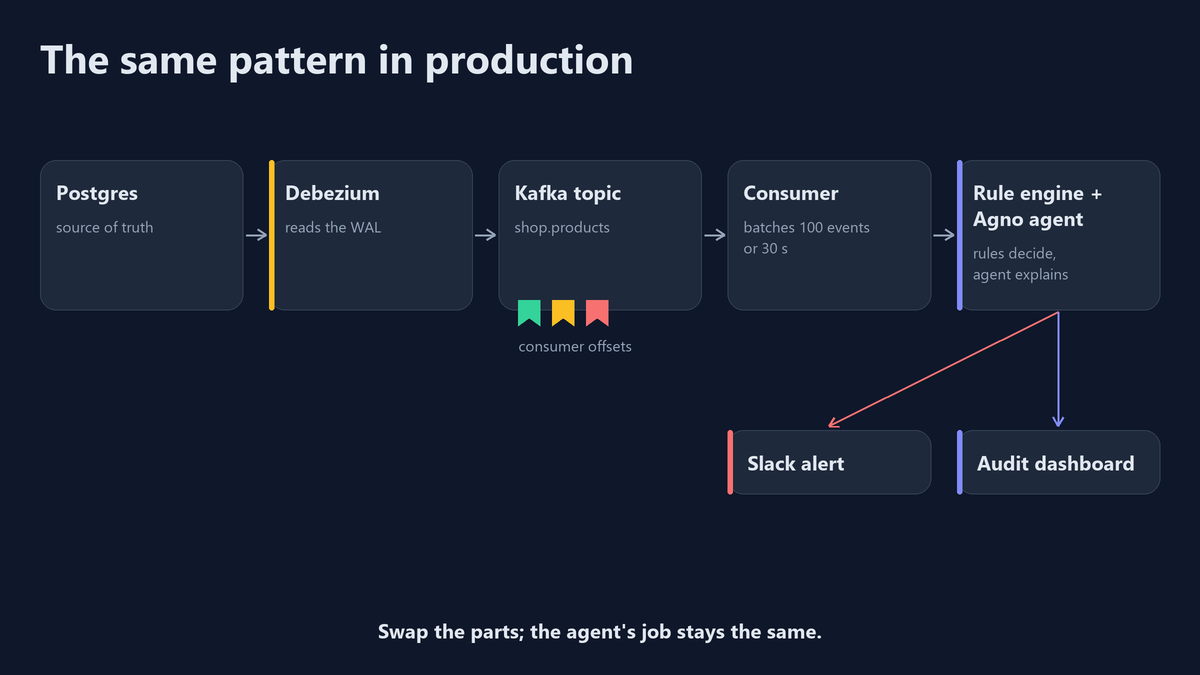 The same pattern in production
Postgres
source of truth
Debezium
reads the WAL
Kafka topic
shop.products
consumer offsets
Consumer
batches 100 events
or 30 s
Rule engine +
Agno agent
rules decide,
agent explains
Slack alert
Audit dashboard
Swap the parts; the agent's job stays the same.